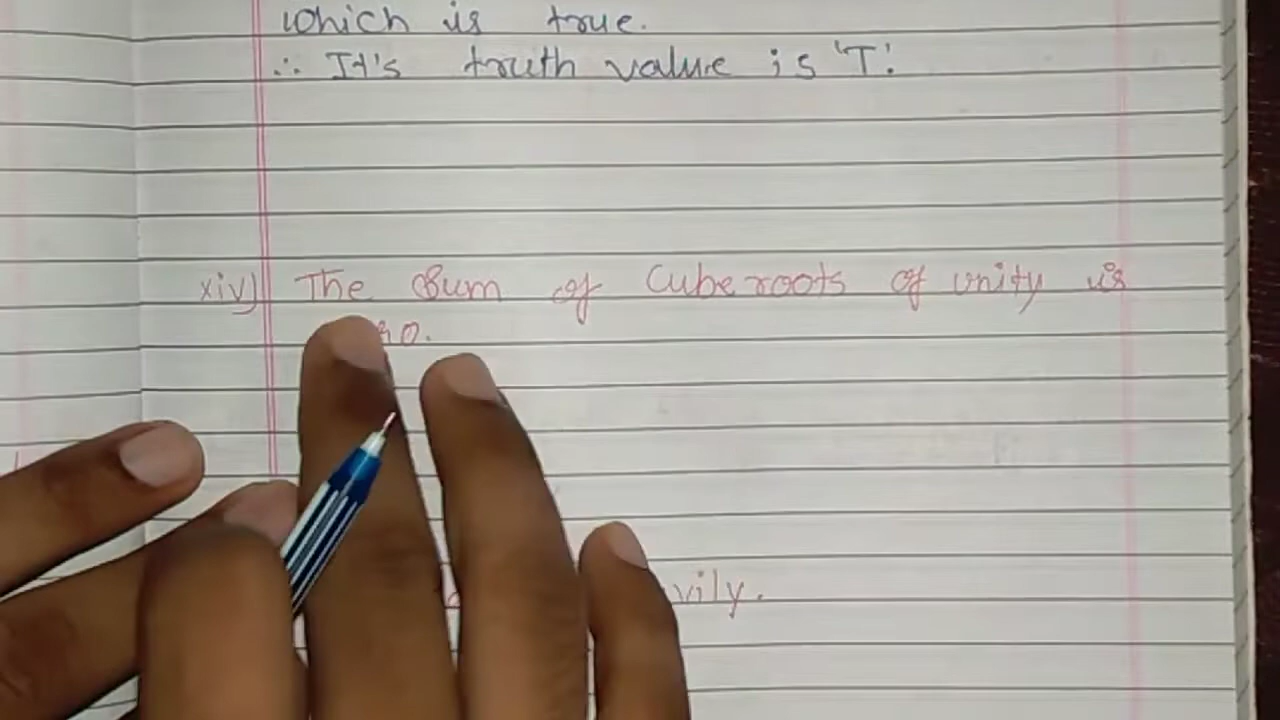 which is true.
∴ It's truth value is 'T'.
xiv) The Sum of Cube roots of unity is